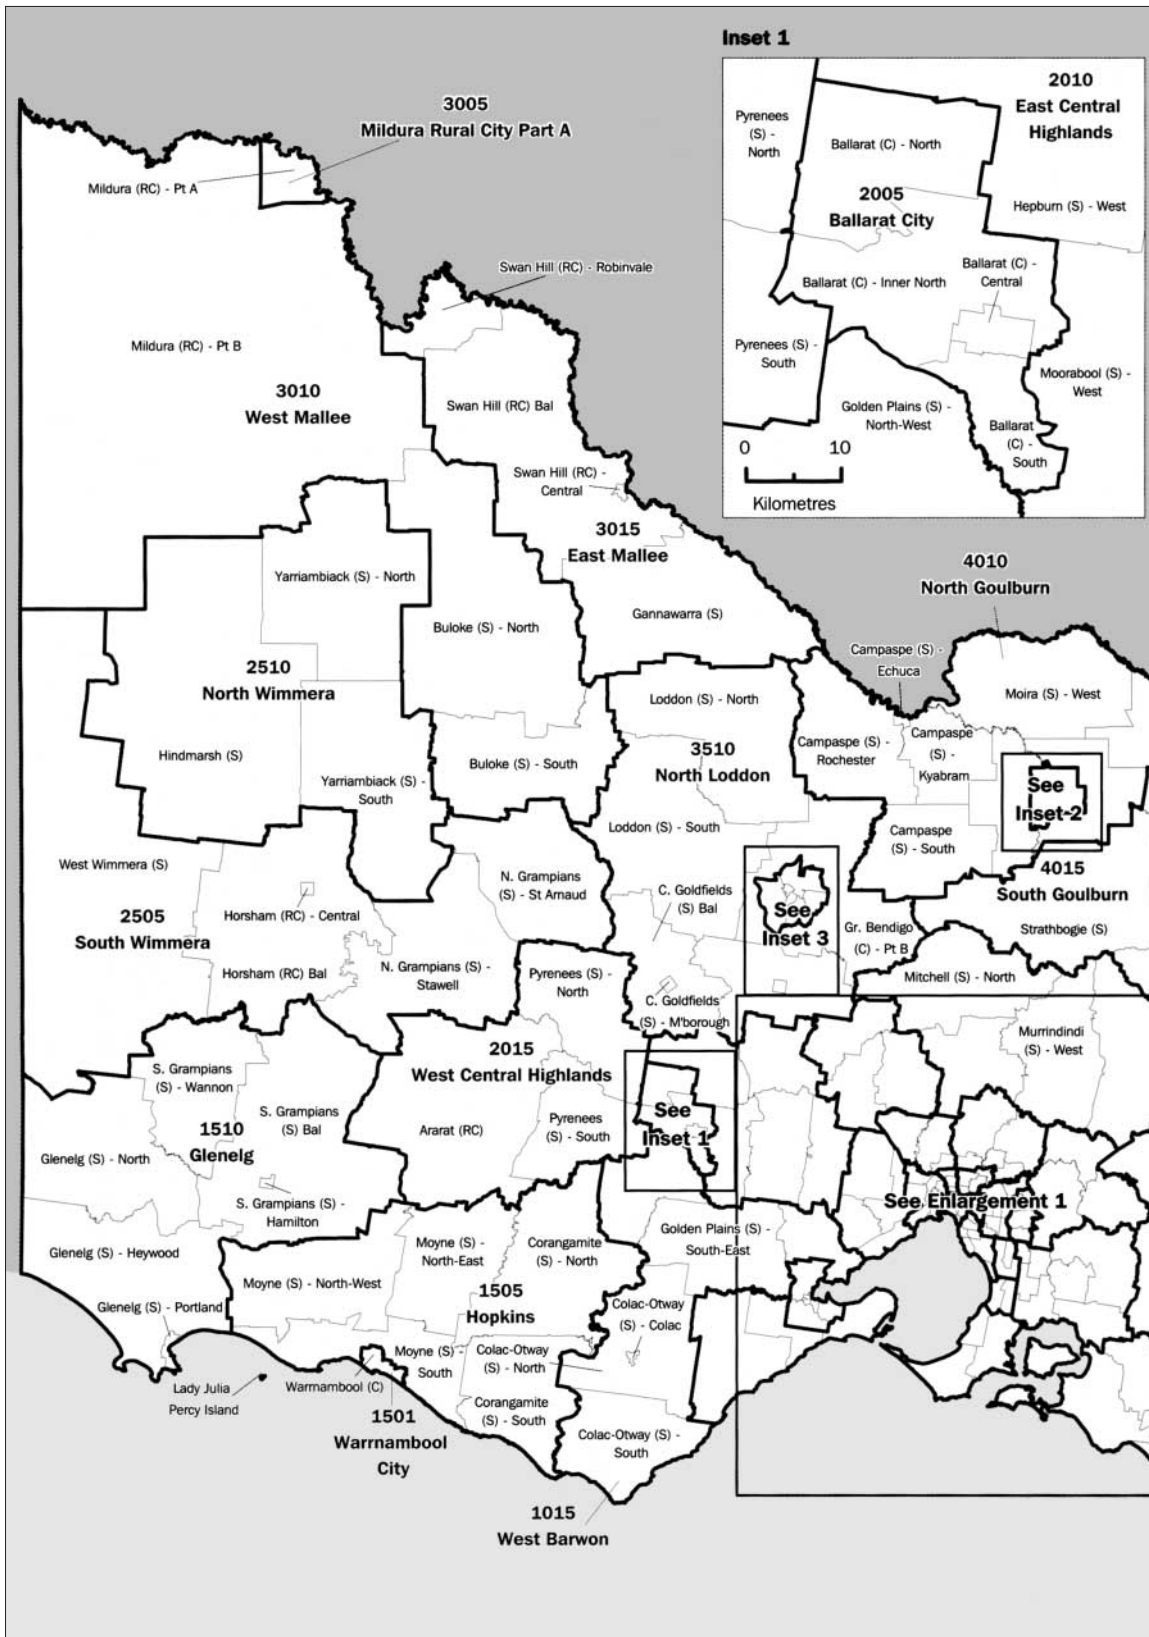 Inset 1
2010
East Central
Highlands
Pyrenees
(S) -
North
Ballarat (C) - North
2005
Ballarat City
Hepburn (S) - West
Ballarat (C) - Inner North
Ballarat (C) -
Central
Pyrenees (S) -
South
Moorabool (S) -
West
Golden Plains (S) -
North-West
Ballarat
(C) -
South
0 10
Kilometres
3005
Mildura Rural City Part A
Mildura (RC) - Pt A
Swan Hill (RC) - Robinvale
Mildura (RC) - Pt B
3010
West Mallee
Swan Hill (RC) Bal
Swan Hill (RC) -
Central
3015
East Mallee
4010
North Goulburn
Yarriambiack (S) - North
Buloke (S) - North
Gannawarra (S)
Campaspe (S) -
Echuca
2510
North Wimmera
Loddon (S) - North
Moira (S) - West
Hindmarsh (S)
Yarriambiack (S) -
South
Buloke (S) - South
3510
North Loddon
Campaspe (S) -
Rochester
Campaspe
(S) -
Kyabram
See
Inset 2
Loddon (S) - South
Campaspe
(S) - South
4015
South Goulburn
West Wimmera (S)
2505
South Wimmera
Horsham (RC) - Central
Horsham (RC) Bal
N. Grampians
(S) - St Arnaud
N. Grampians (S) -
Stawell
C. Goldfields
(S) Bal
See
Inset 3
Gr. Bendigo
(C) - Pt B
Strathbogie (S)
Mitchell (S) - North
Pyrenees (S) -
North
C. Goldfields
(S) - M'borough
Murrindindi
(S) - West
S. Grampians
(S) - Wannon
2015
West Central Highlands
S. Grampians
(S) Bal
1510
Glenelg
Glenelg (S) - North
Ararat (RC)
Pyrenees
(S) - South
See
Inset 1
S. Grampians (S) -
Hamilton
See Enlargement 1
Glenelg (S) - Heywood
Moyne (S) - North-West
Moyne (S) -
North-East
Corangamite
(S) - North
Golden Plains (S) -
South-East
1505
Hopkins
Glenelg (S) - Portland
Colac-Otway
(S) - Colac
Moyne (S) -
South
Colac-Otway
(S) - North
Lady Julia
Percy Island
Warrnambool (C)
Corangamite
(S) - South
1501
Warrnambool
City
Colac-Otway (S) -
South
1015
West Barwon